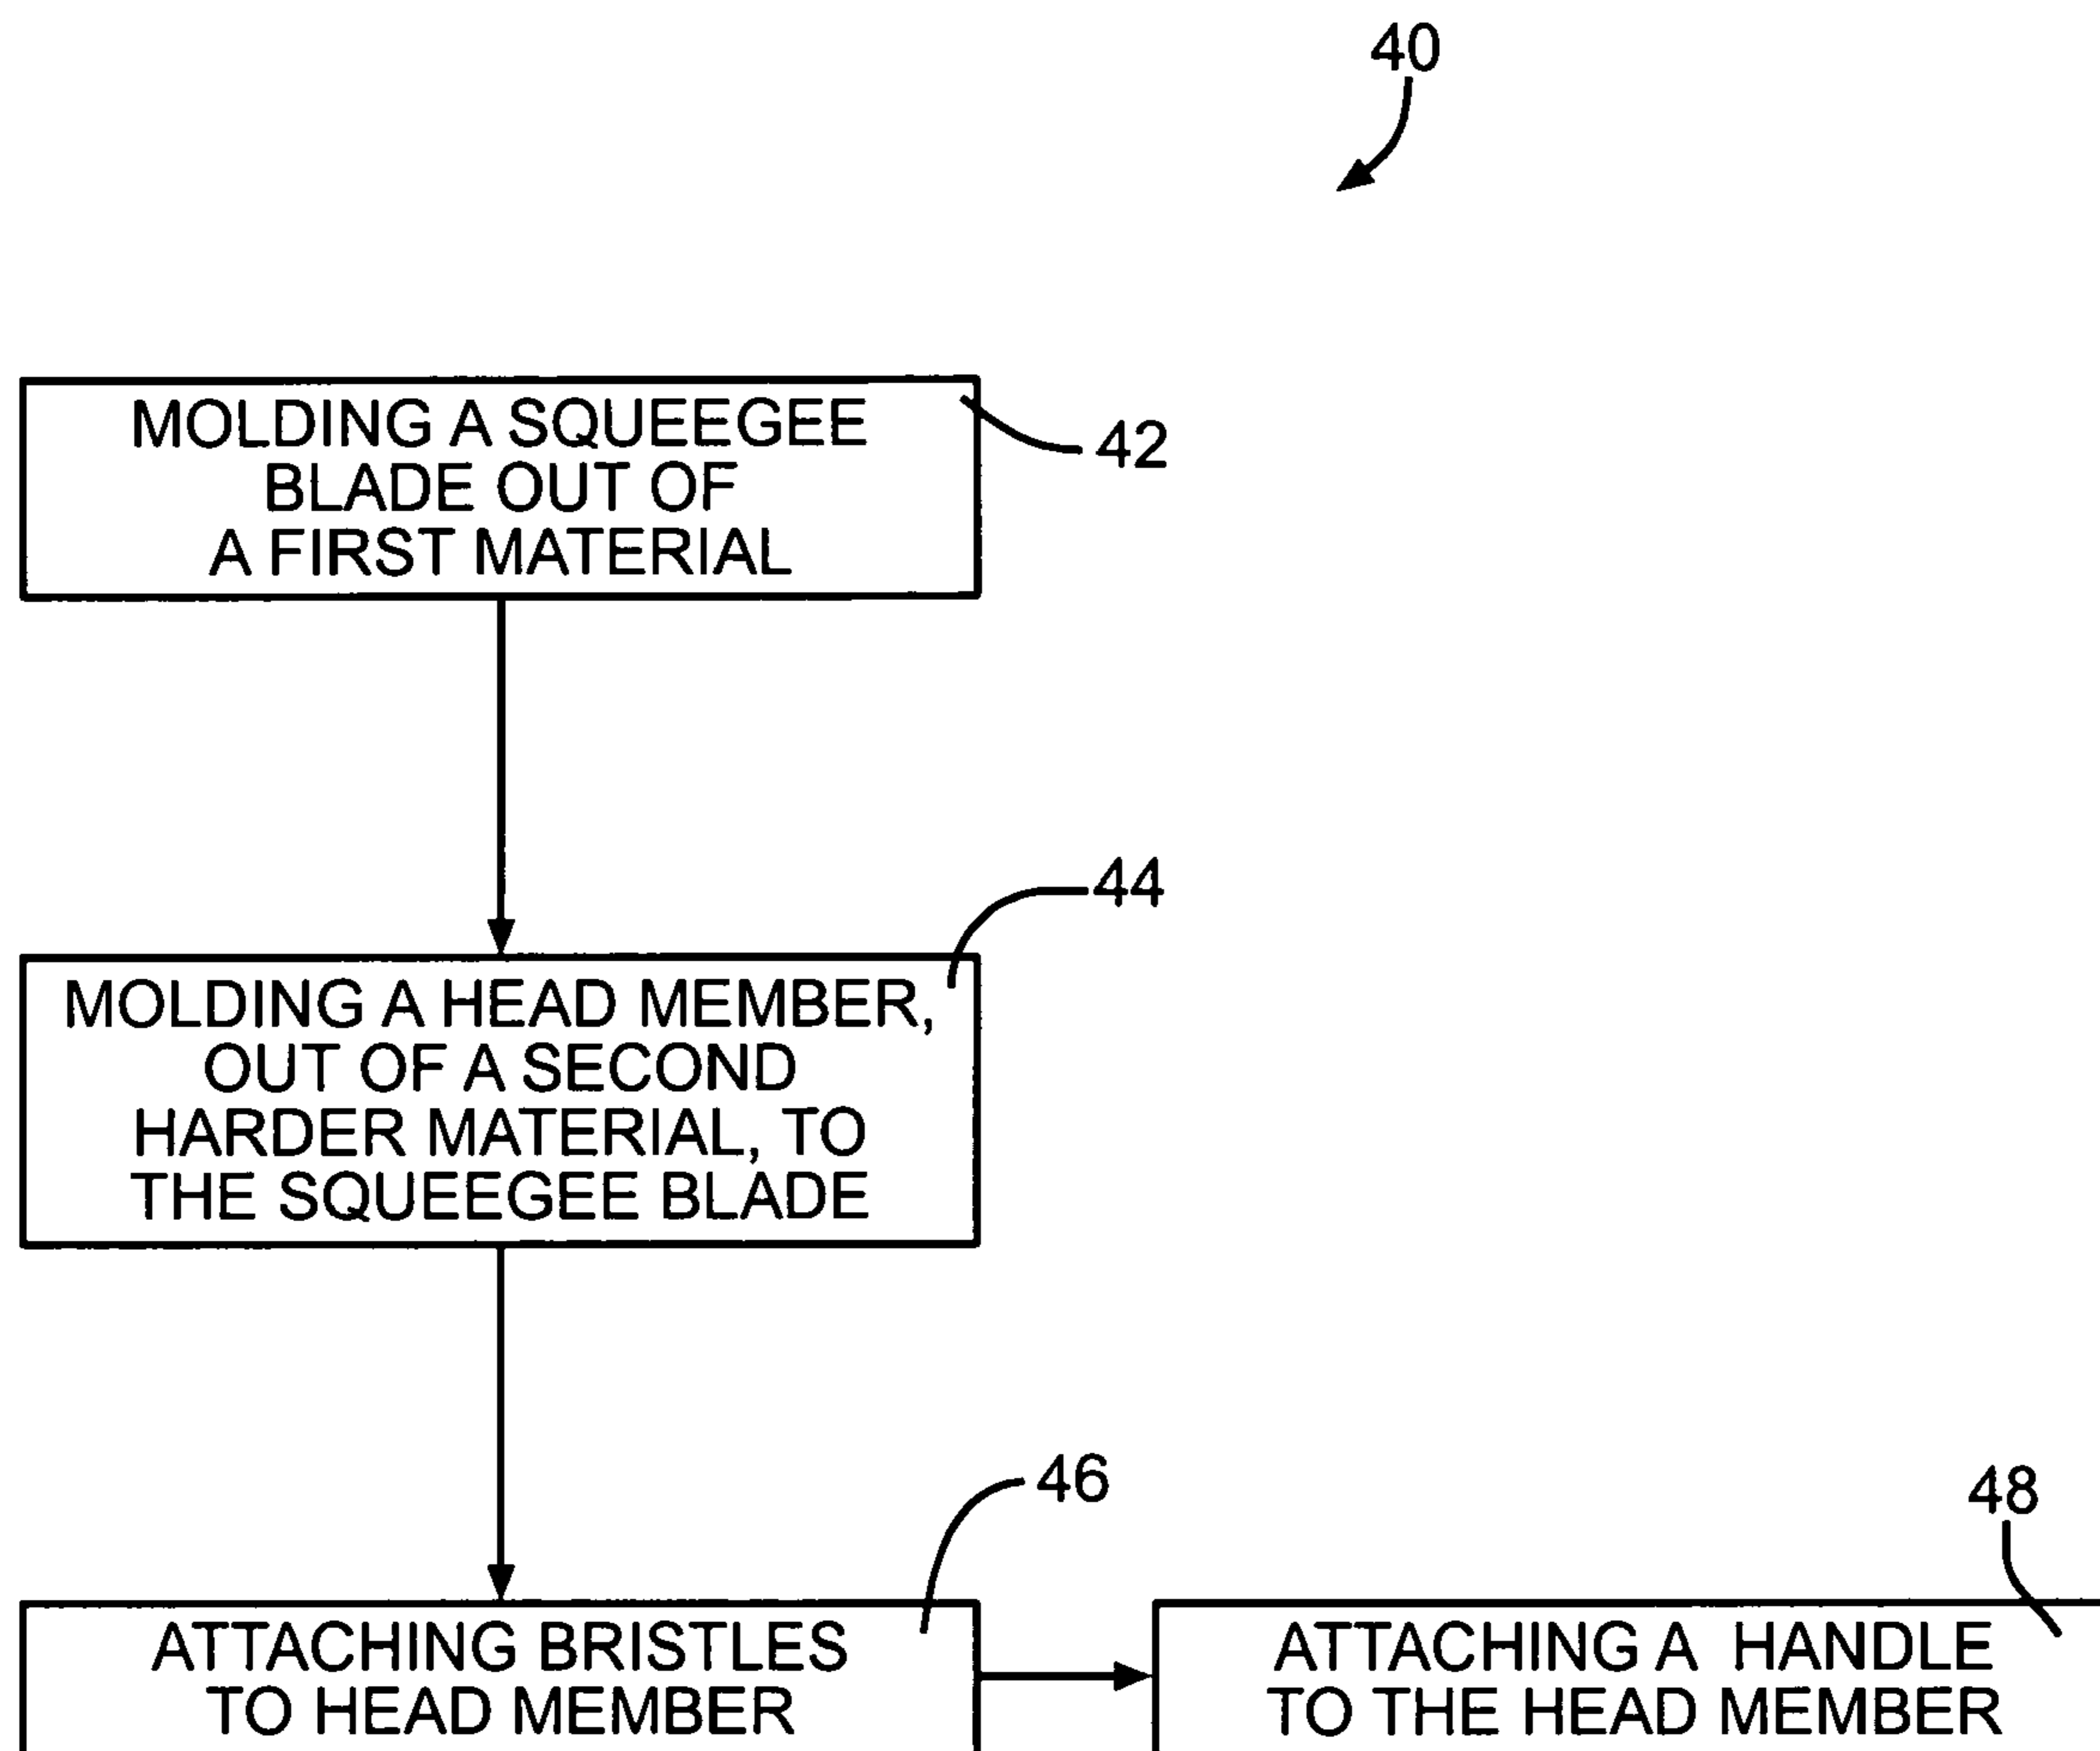 40
MOLDING A SQUEEGEE
BLADE OUT OF
A FIRST MATERIAL
42
44
MOLDING A HEAD MEMBER,
OUT OF A SECOND
HARDER MATERIAL, TO
THE SQUEEGEE BLADE
46
ATTACHING BRISTLES
TO HEAD MEMBER
48
ATTACHING A HANDLE
TO THE HEAD MEMBER